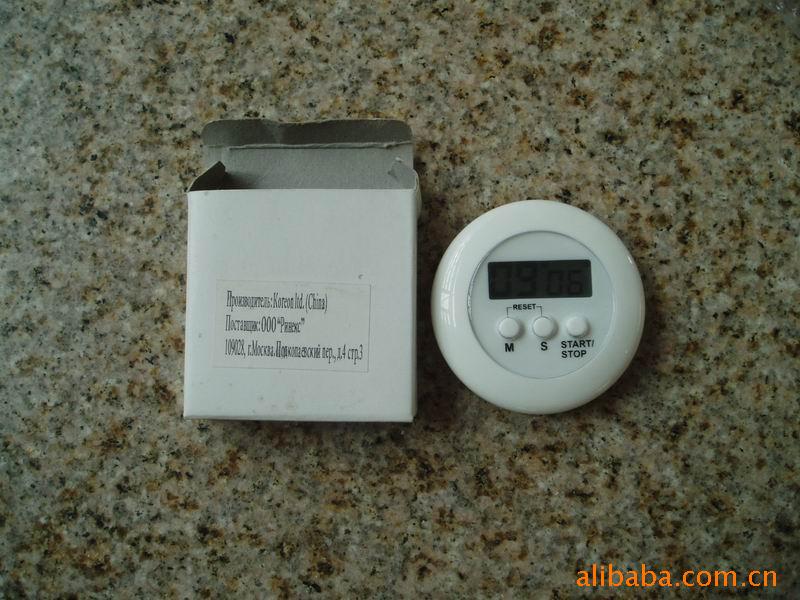 Производитель: Koreon ltd. (China)
Поставщик: ООО "Ринекс"
109028, г.Москва.Подкопаевский пер., д.4 стр.3
09 06
RESET
M S START/
STOP
alibaba.com.cn